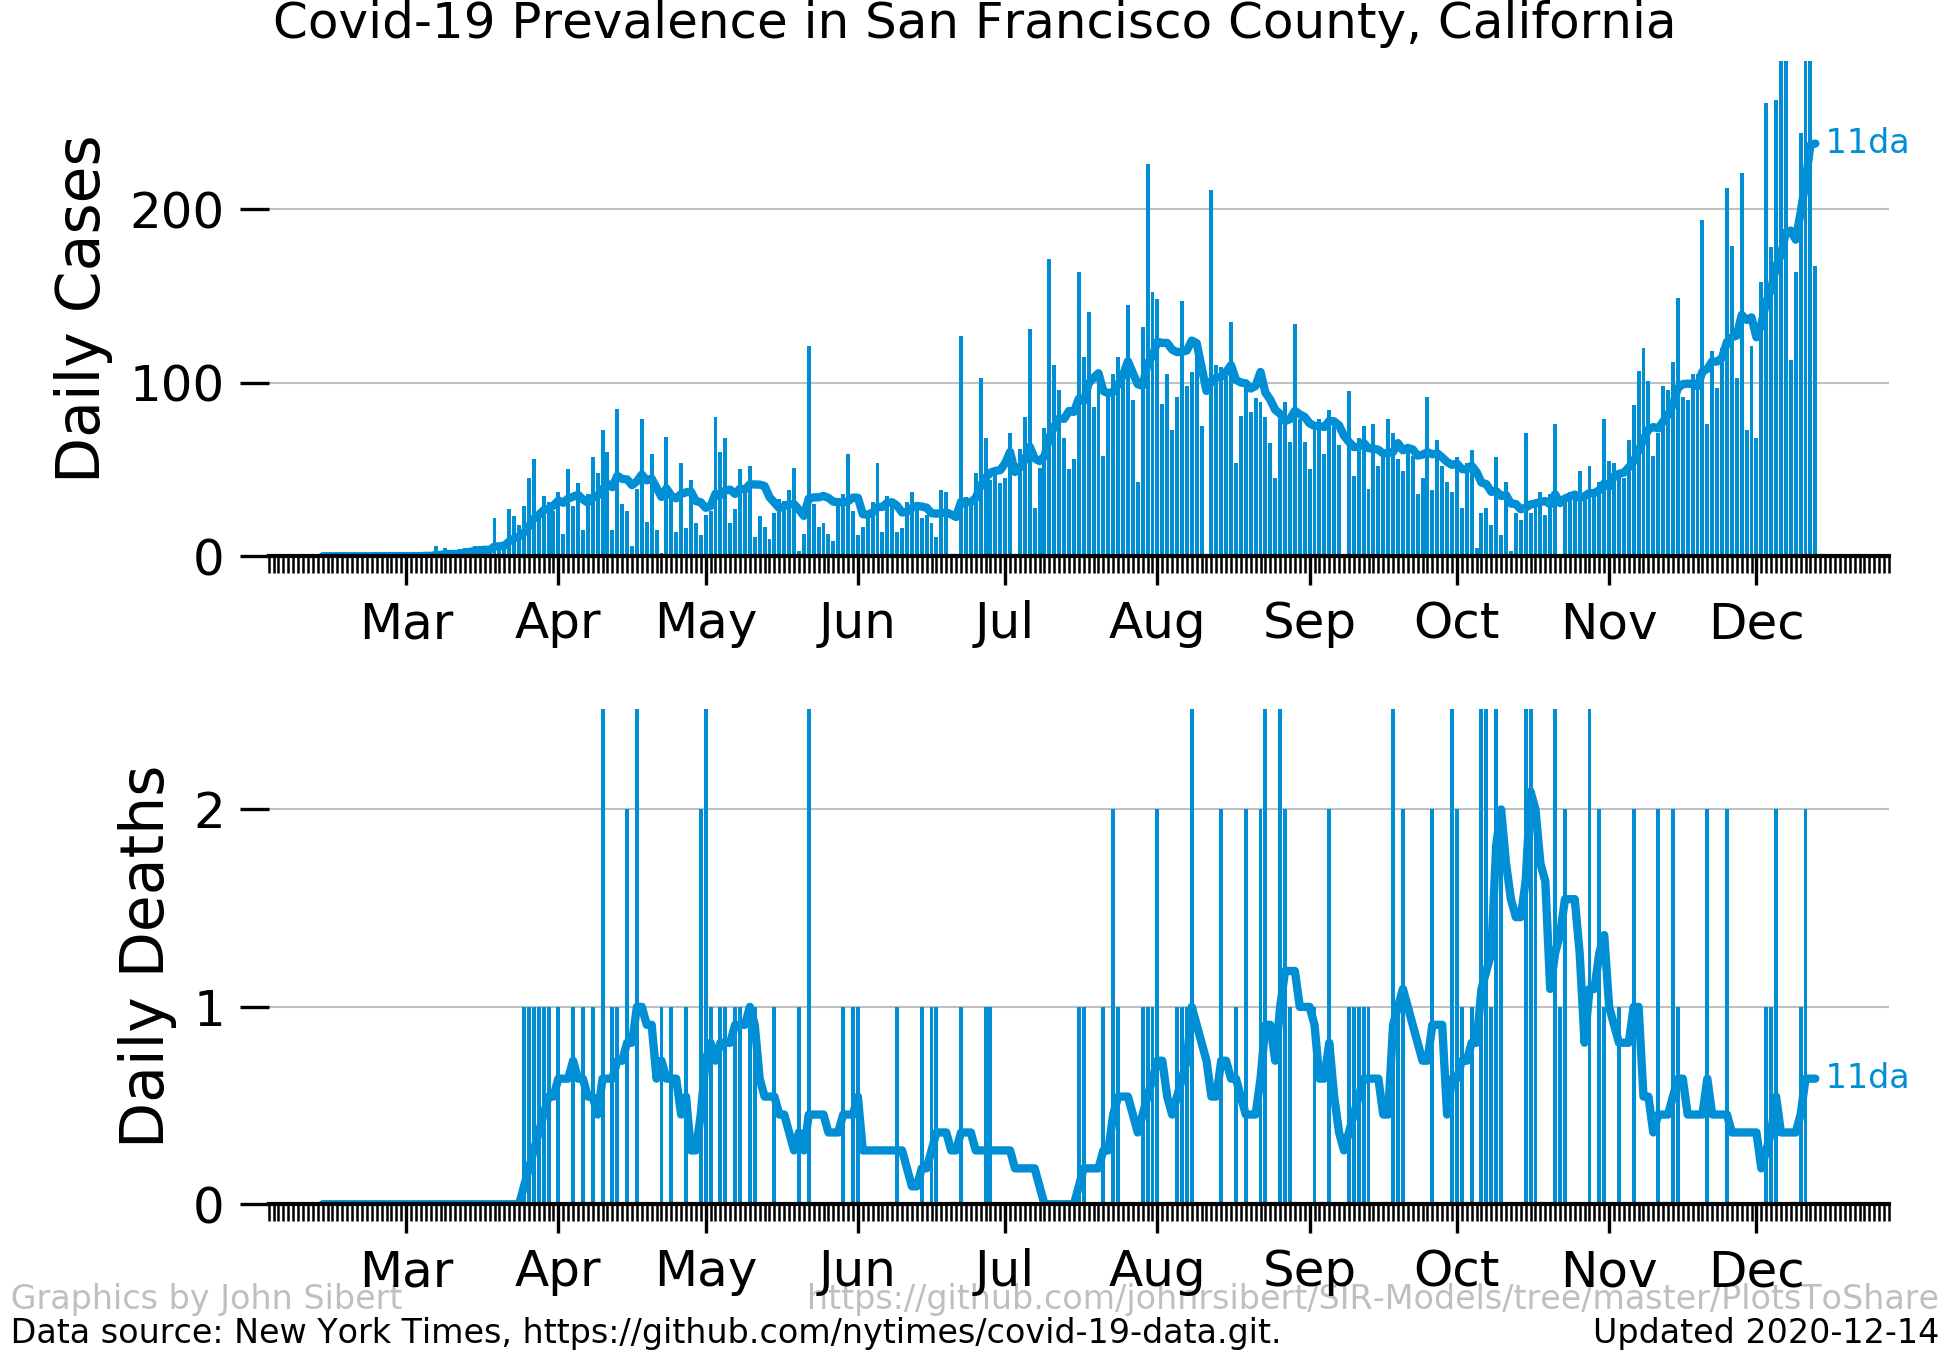 Covid-19 Prevalence in San Francisco County, California
Daily Cases
200
100
0
11da
Mar Apr May Jun Jul Aug Sep Oct Nov Dec
Daily Deaths
2
1
0
11da
Mar Apr May Jun Jul Aug Sep Oct Nov Dec
Graphics by John Sibert https://github.com/johnrsibert/SIR-Models/tree/master/PlotsToShare
Data source: New York Times, https://github.com/nytimes/covid-19-data.git. Updated 2020-12-14